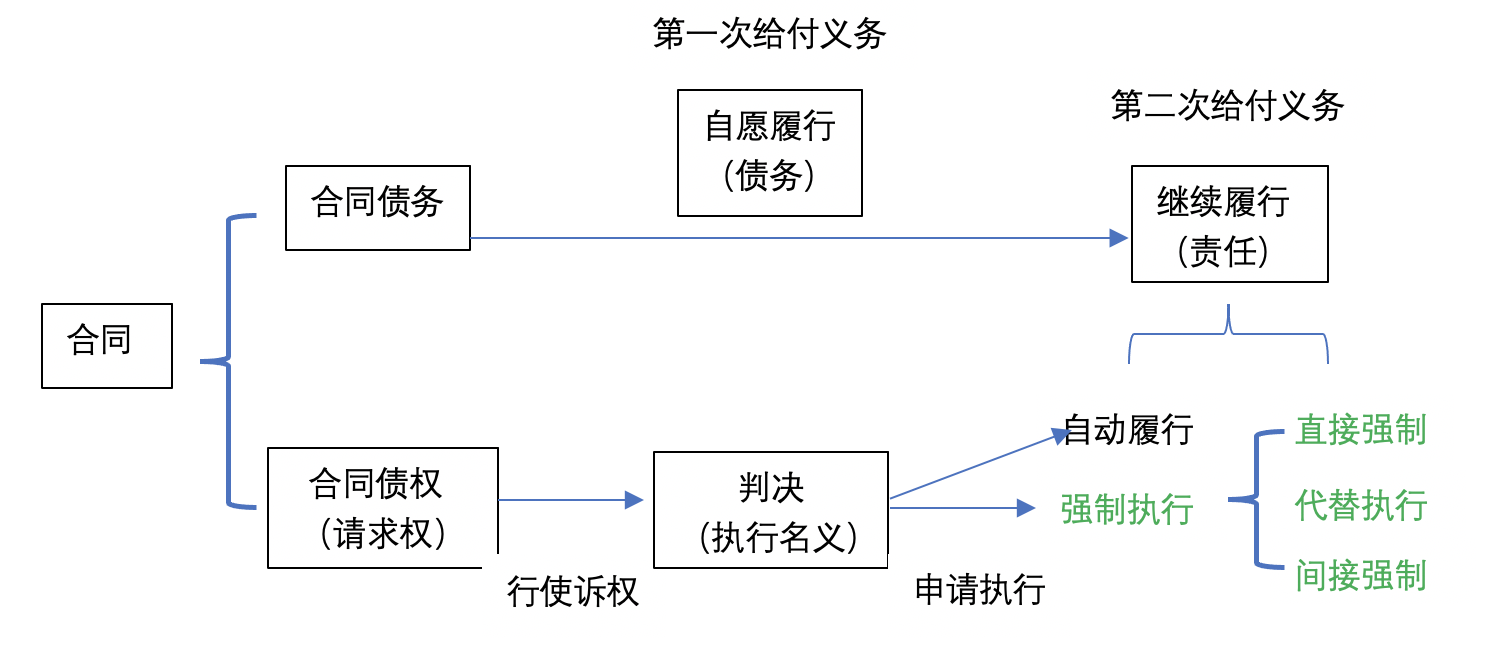 第一次给付义务
第二次给付义务
自愿履行
（债务）
合同债务
继续履行
（责任）
合同
合同债权
（请求权）
行使诉权
判决
（执行名义）
申请执行
自动履行
强制执行
直接强制
代替执行
间接强制